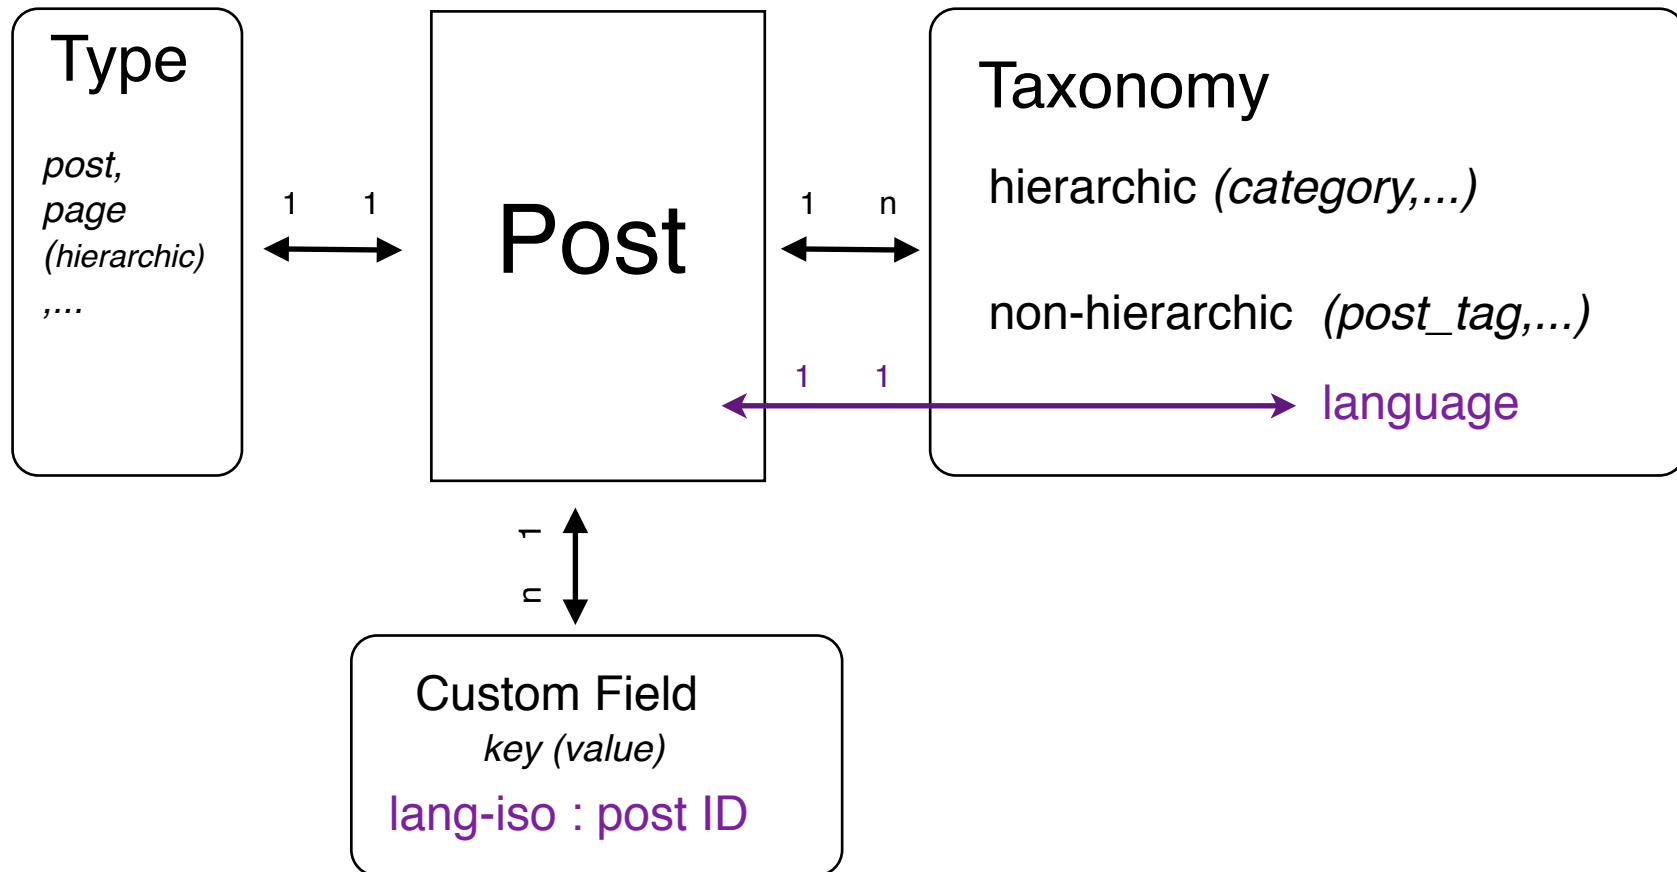 Type
post,
page
(hierarchic)
,...
1 1
Post
1 n
Taxonomy
hierarchic (category,...)
non-hierarchic (post_tag,...)
1 1
language
n 1
Custom Field
key (value)
lang-iso : post ID